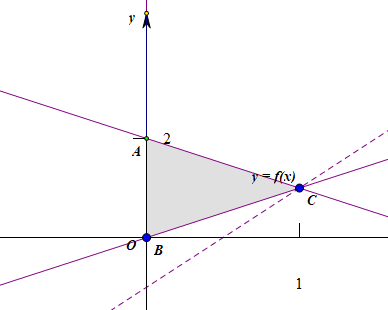 y
A 2
y = f(x)
C
O B
1